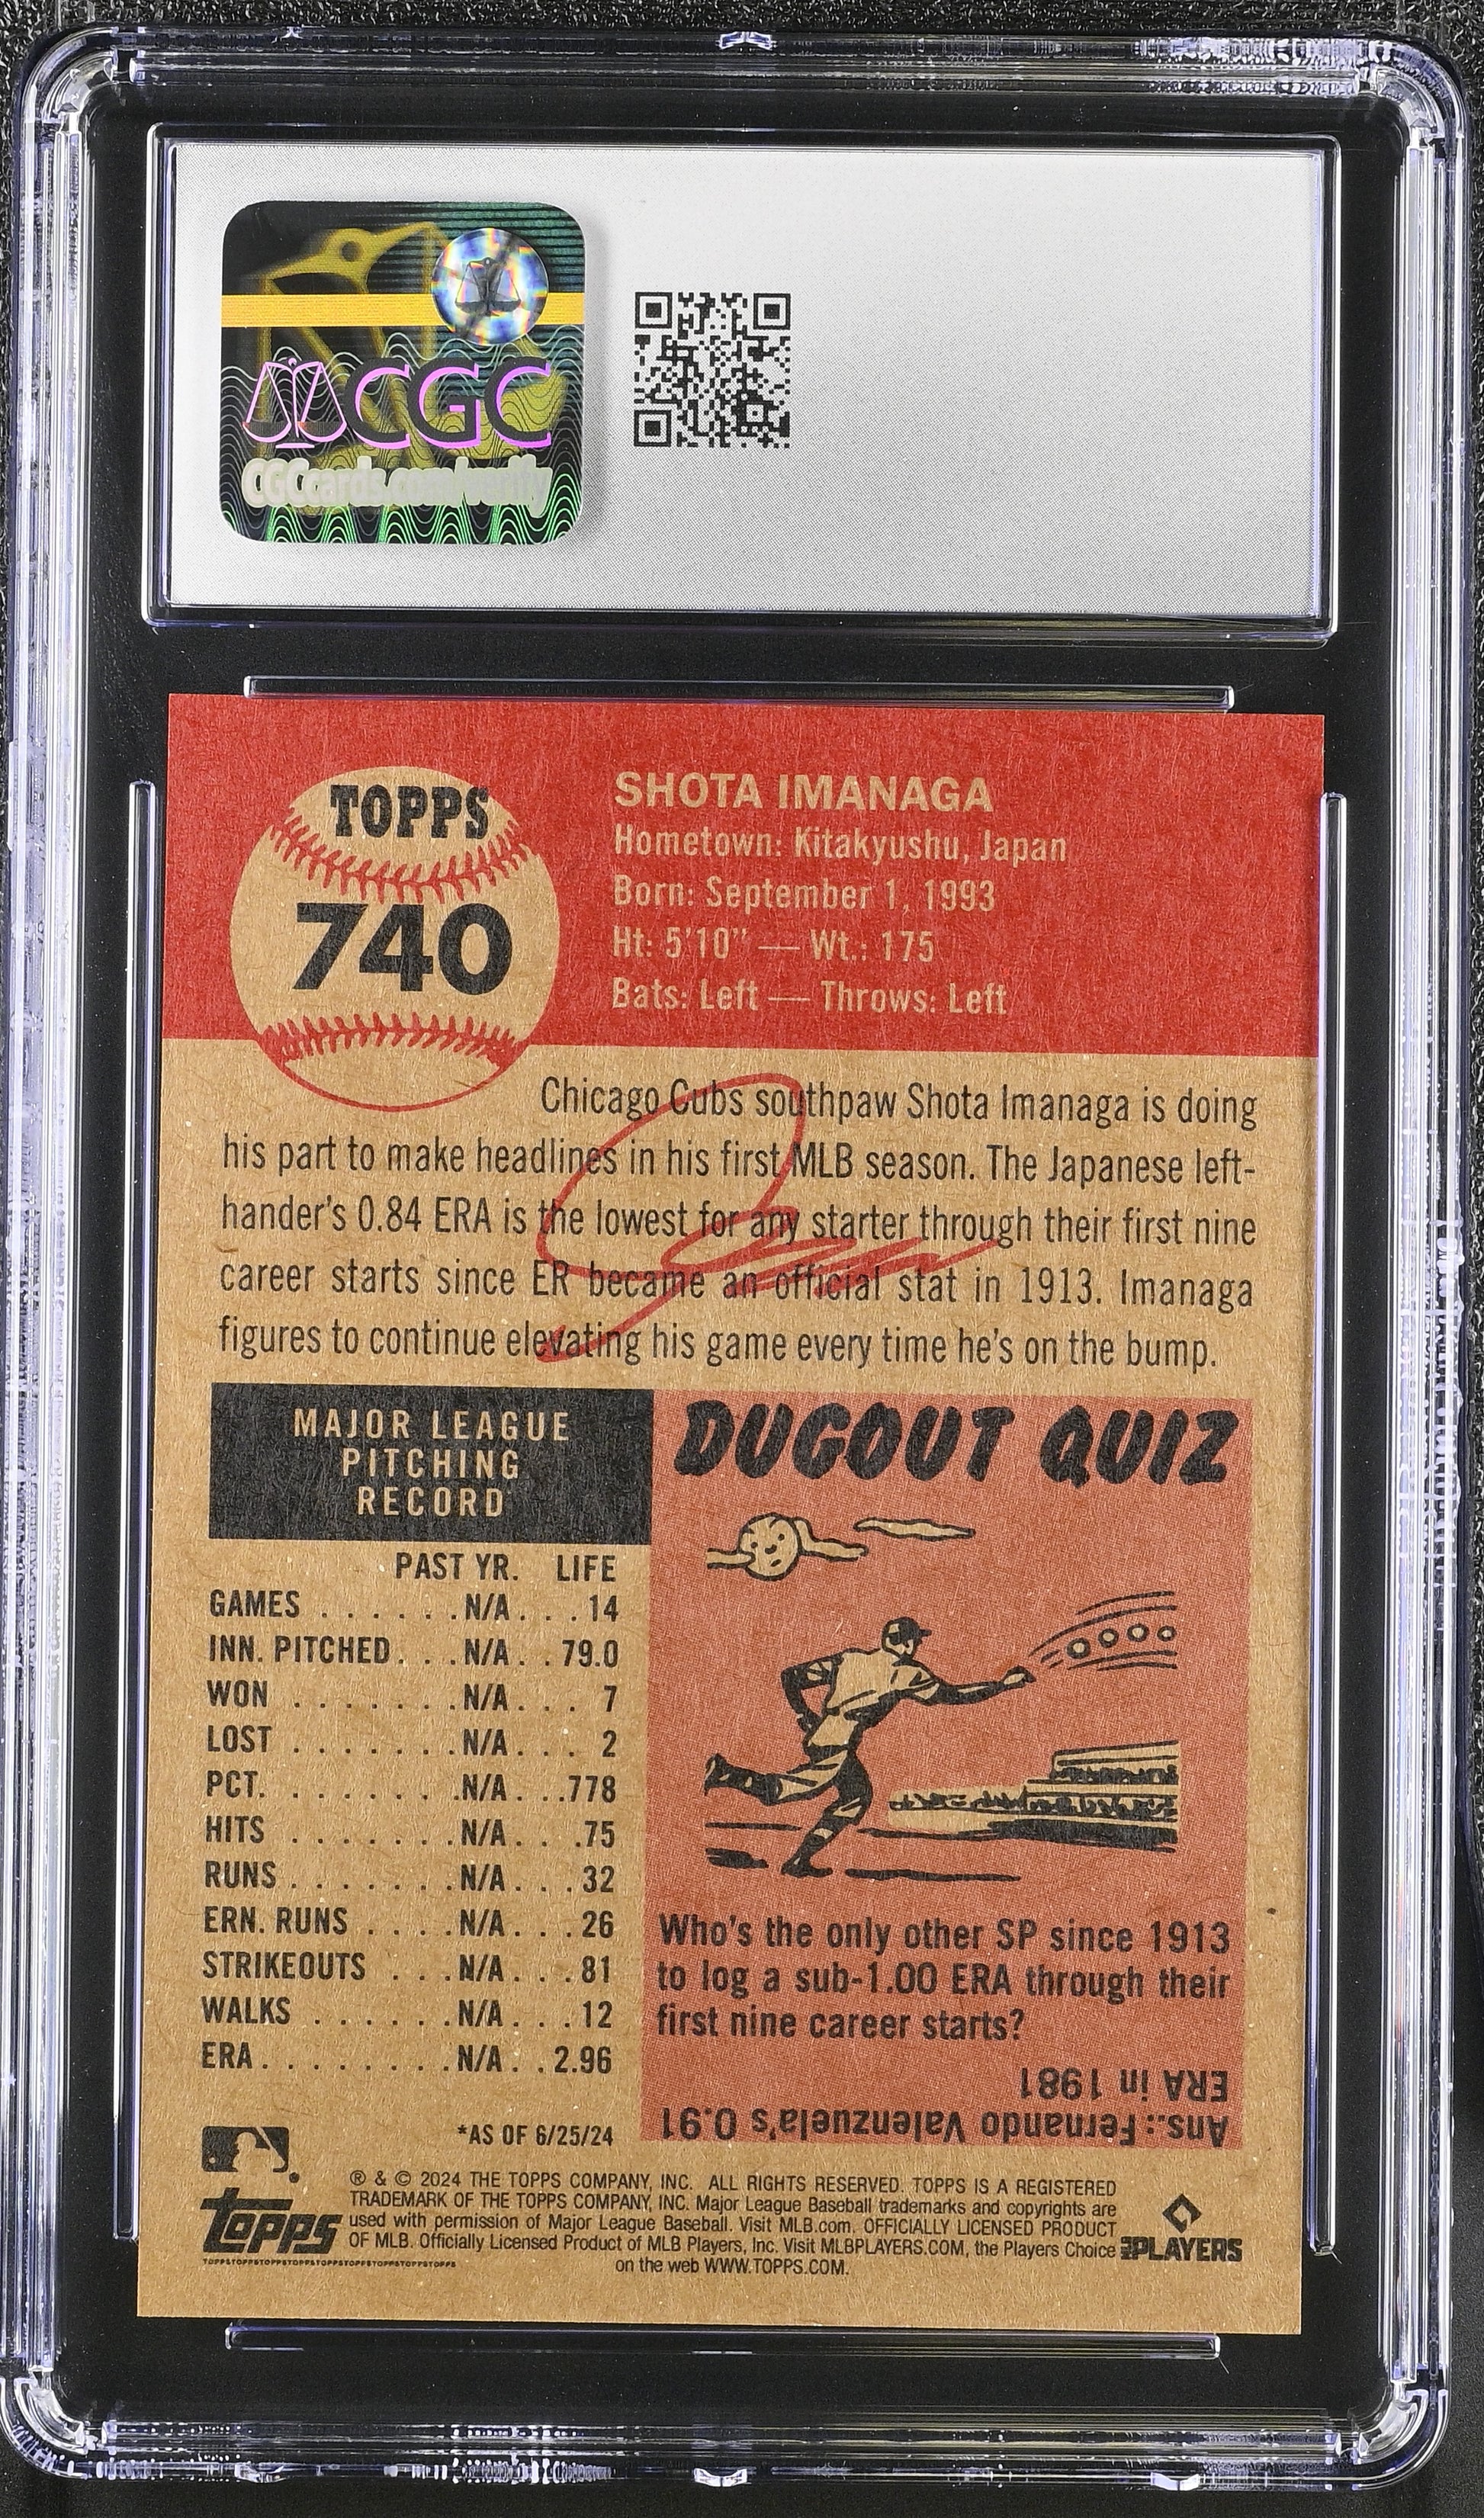 CGC
CGCcards.com/verify
TOPPS
740
SHOTA IMANAGA
Hometown: Kitakyushu, Japan
Born: September 1, 1993
Ht: 5'10" — Wt.: 175
Bats: Left — Throws: Left
Chicago Cubs southpaw Shota Imanaga is doing
his part to make headlines in his first MLB season. The Japanese left-
hander's 0.84 ERA is the lowest for any starter through their first nine
career starts since ER became an official stat in 1913. Imanaga
figures to continue elevating his game every time he's on the bump.
MAJOR LEAGUE
PITCHING
RECORD
PAST YR. LIFE
GAMES . . . . . . .N/A. . . .14
INN. PITCHED. . .N/A. . .79.0
WON . . . . . . .N/A. . . 7
LOST . . . . . . .N/A. . . 2
PCT. . . . . . . .N/A. . .778
HITS . . . . . . .N/A. . .75
RUNS . . . . . . .N/A. . .32
ERN. RUNS . . . .N/A. . .26
STRIKEOUTS . . .N/A. . .81
WALKS . . . . . .N/A. . .12
ERA. . . . . . . .N/A. .2.96
*AS OF 6/25/24
DUGOUT QUIZ
Who's the only other SP since 1913
to log a sub-1.00 ERA through their
first nine career starts?
Ans.: Fernando Valenzuela's 0.91
ERA in 1981
® & © 2024 THE TOPPS COMPANY, INC. ALL RIGHTS RESERVED. TOPPS IS A REGISTERED
TRADEMARK OF THE TOPPS COMPANY, INC. Major League Baseball trademarks and copyrights are
used with permission of Major League Baseball. Visit MLB.com. OFFICIALLY LICENSED PRODUCT
OF MLB. Officially Licensed Product of MLB Players, Inc. Visit MLBPLAYERS.COM, the Players Choice
on the web WWW.TOPPS.COM.
topps
PLAYERS